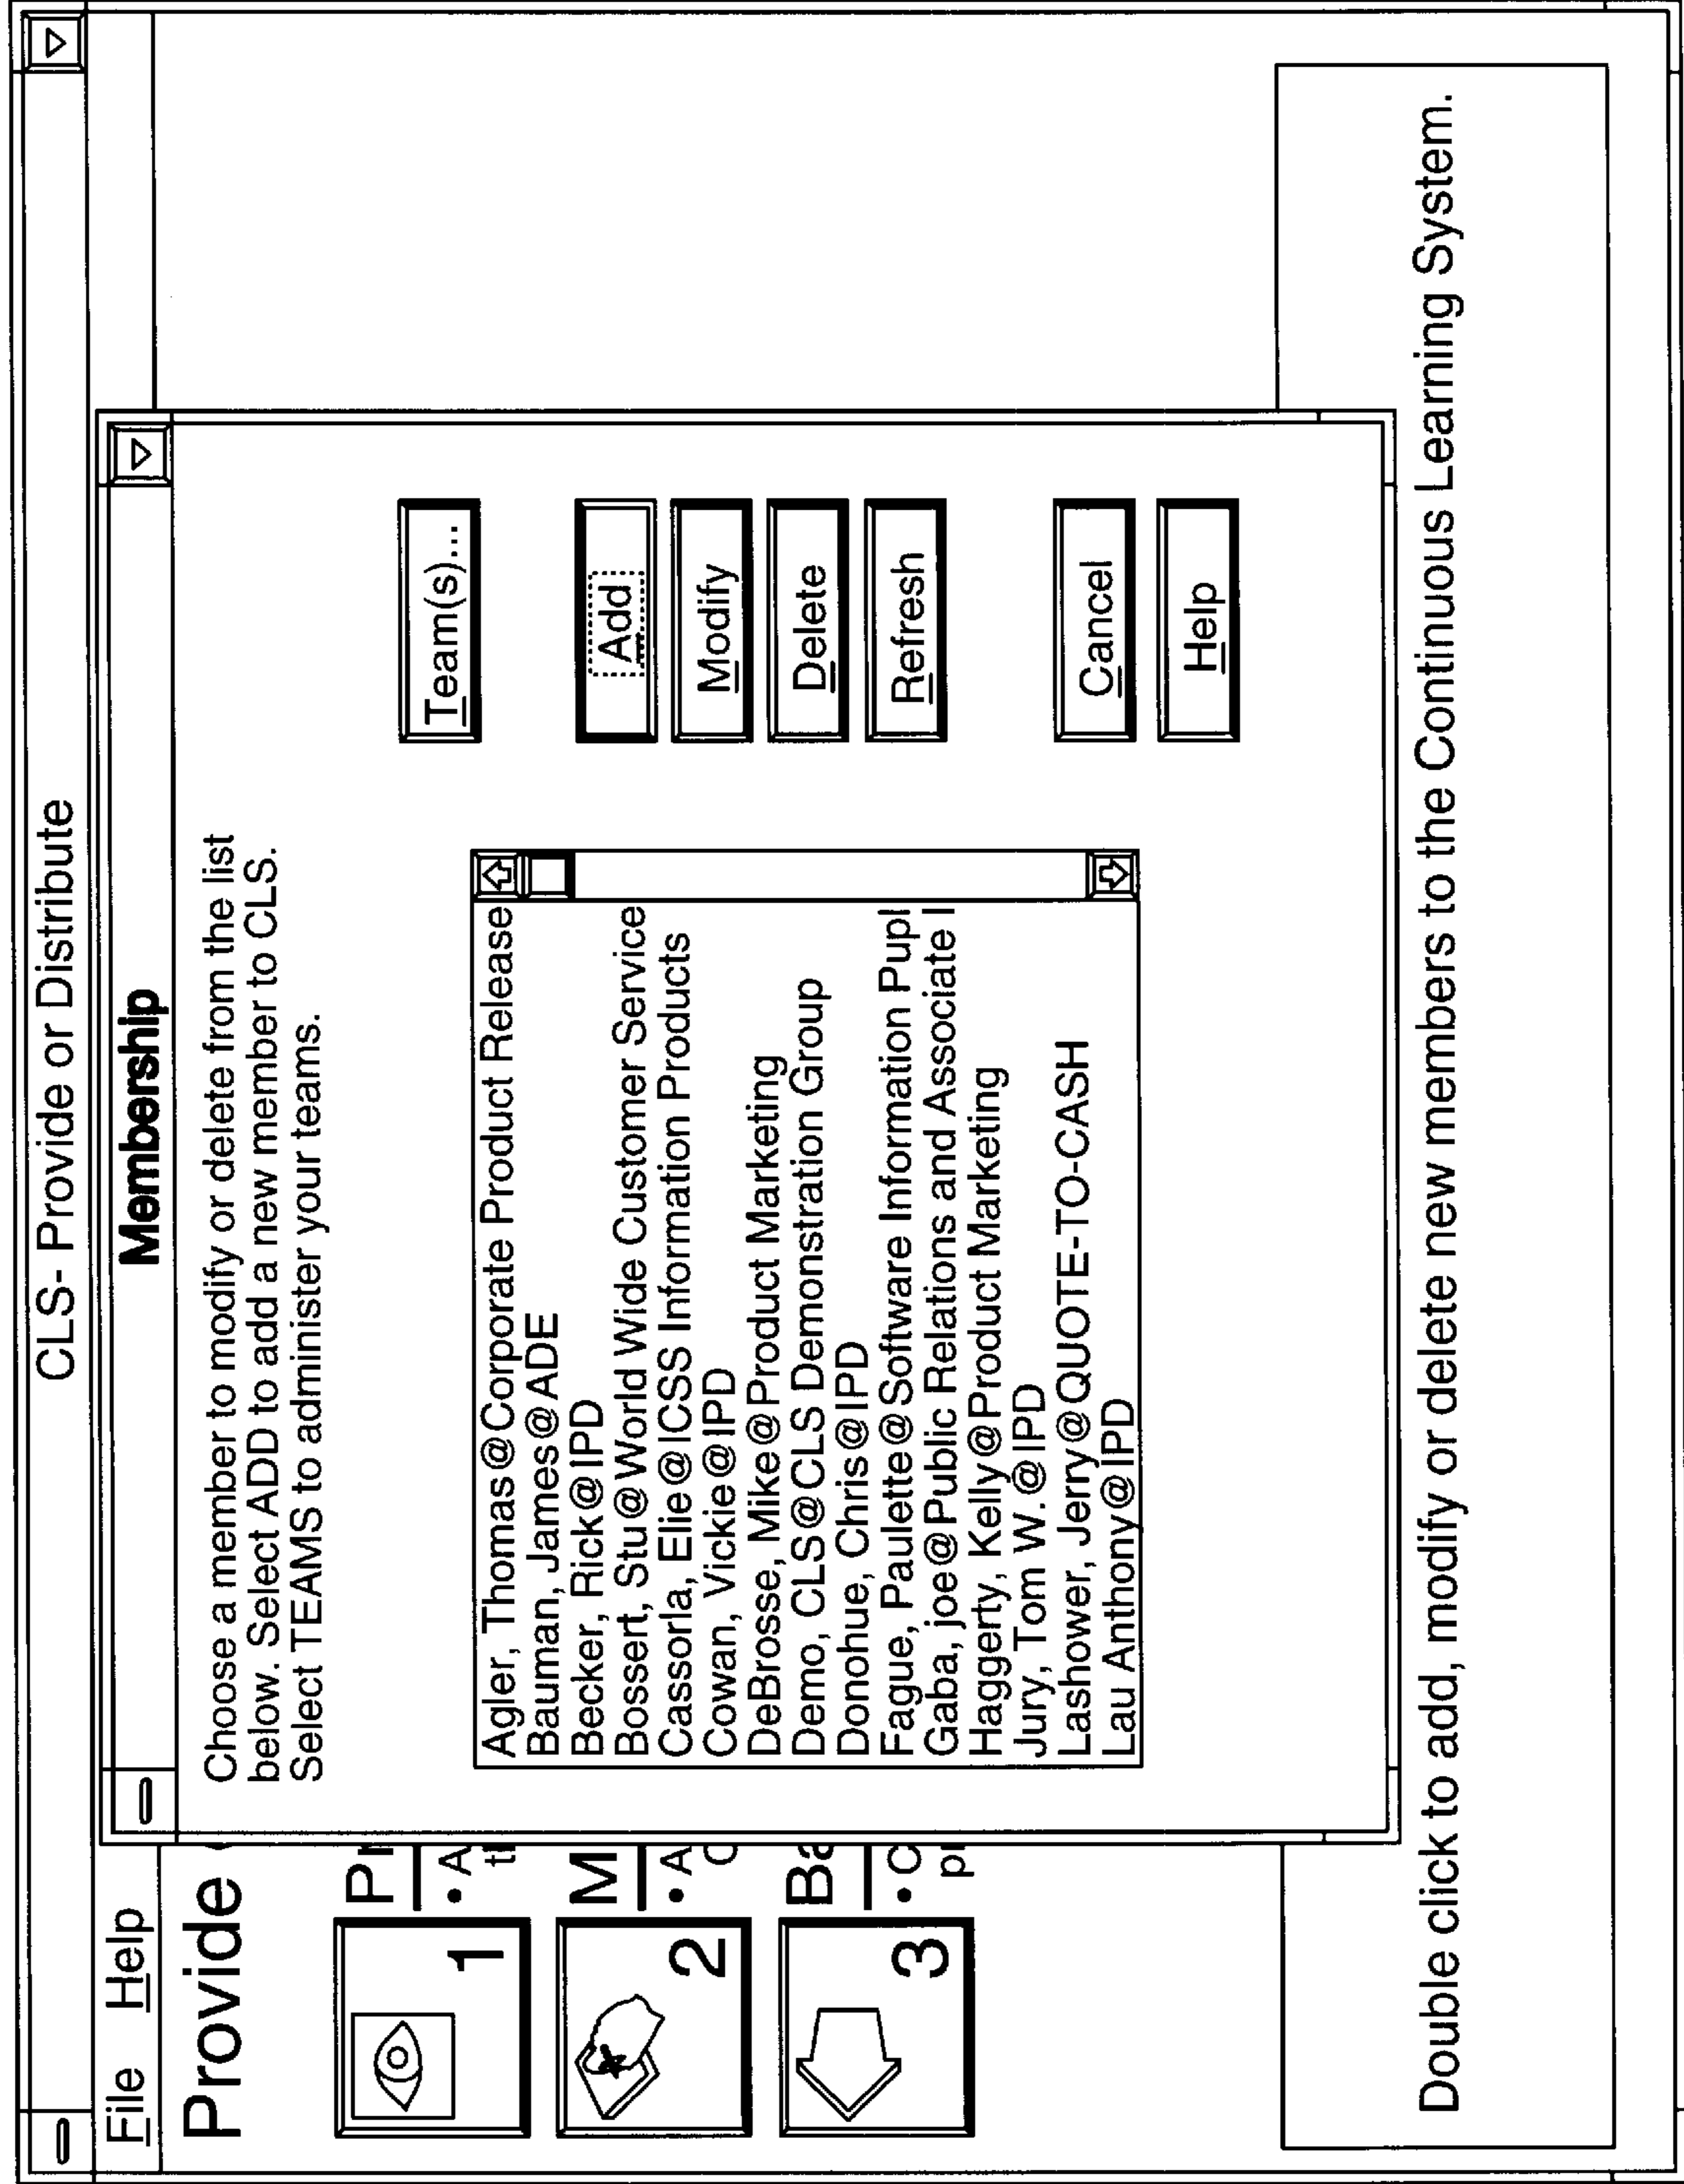 CLS- Provide or Distribute
File Help
Provide
Membership
Choose a member to modify or delete from the list
below. Select ADD to add a new member to CLS.
Select TEAMS to administer your teams.
Team(s)...
Agler, Thomas@Corporate Product Release
Bauman, James@ADE
Becker, Rick@IPD
Bossert, Stu@World Wide Customer Service
Cassorla, Elie@ICSS Information Products
Cowan, Vickie@IPD
DeBrosse, Mike@Product Marketing
Demo, CLS@CLS Demonstration Group
Donohue, Chris@IPD
Fague, Paulette@Software Information Pupl
Gaba, joe@Public Relations and Associate I
Haggerty, Kelly@Product Marketing
Jury, Tom W.@IPD
Lashower, Jerry@QUOTE-TO-CASH
Lau Anthony@IPD
Add
Modify
Delete
Refresh
Cancel
Help
1
Pr
• A
ti
2
M
• A
C
3
Ba
• C
pr
Double click to add, modify or delete new members to the Continuous Learning System.